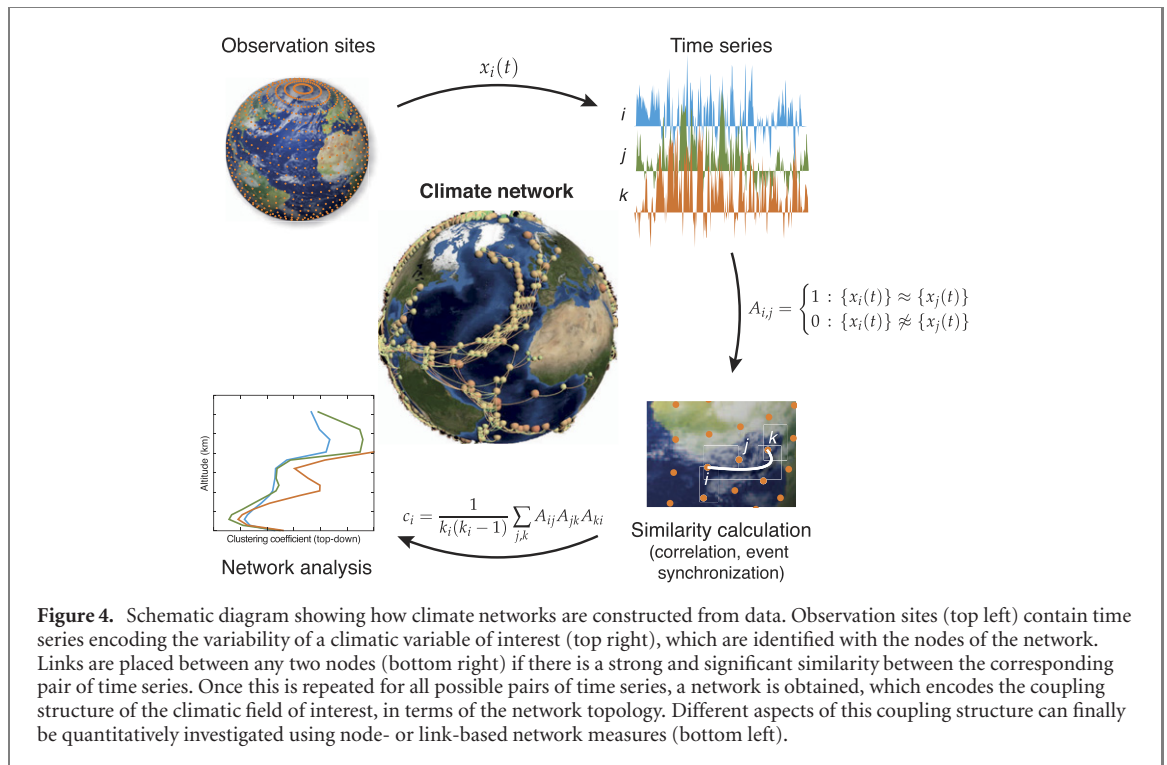 Observation sites
x_i(t)
Time series
i
j
k
Climate network
A_{i,j} = { 1 : {x_i(t)} ≈ {x_j(t)}
0 : {x_i(t)} ≉ {x_j(t)}
j
k
i
Altitude (km)
Clustering coefficient (top-down)
Network analysis
c_i = \frac{1}{k_i(k_i − 1)} \sum_{j,k} A_{ij}A_{jk}A_{ki}
Similarity calculation
(correlation, event
synchronization)
Figure 4. Schematic diagram showing how climate networks are constructed from data. Observation sites (top left) contain time
series encoding the variability of a climatic variable of interest (top right), which are identified with the nodes of the network.
Links are placed between any two nodes (bottom right) if there is a strong and significant similarity between the corresponding
pair of time series. Once this is repeated for all possible pairs of time series, a network is obtained, which encodes the coupling
structure of the climatic field of interest, in terms of the network topology. Different aspects of this coupling structure can finally
be quantitatively investigated using node- or link-based network measures (bottom left).